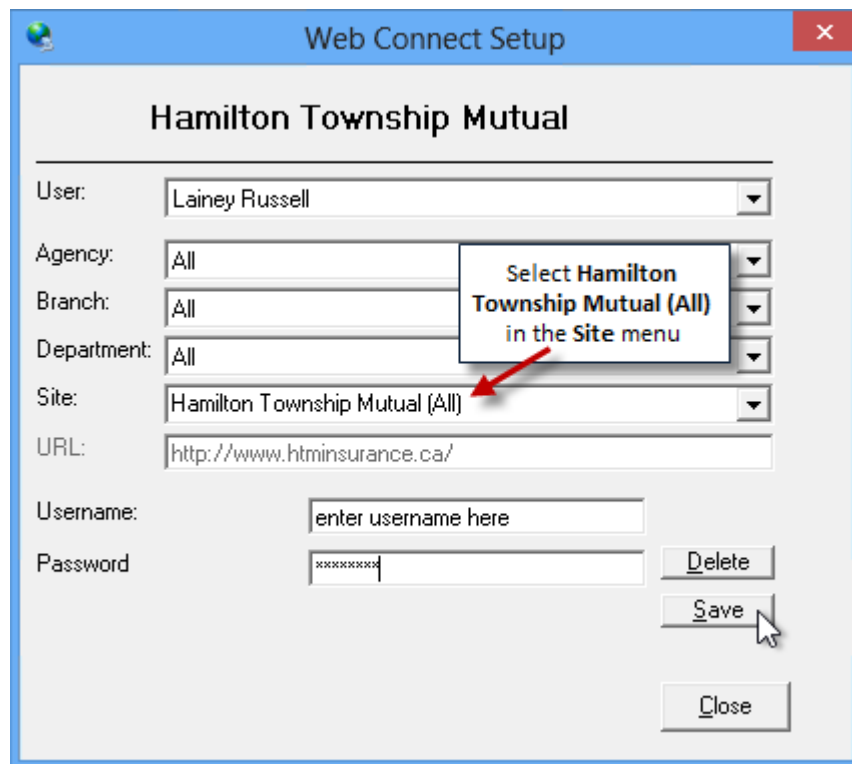 Web Connect Setup
Hamilton Township Mutual
User: Lainey Russell
Agency: All
Select Hamilton
Township Mutual (All)
in the Site menu
Branch: All
Department: All
Site: Hamilton Township Mutual (All)
URL: http://www.htminsurance.ca/
Username: enter username here
Password ********
Delete
Save
Close